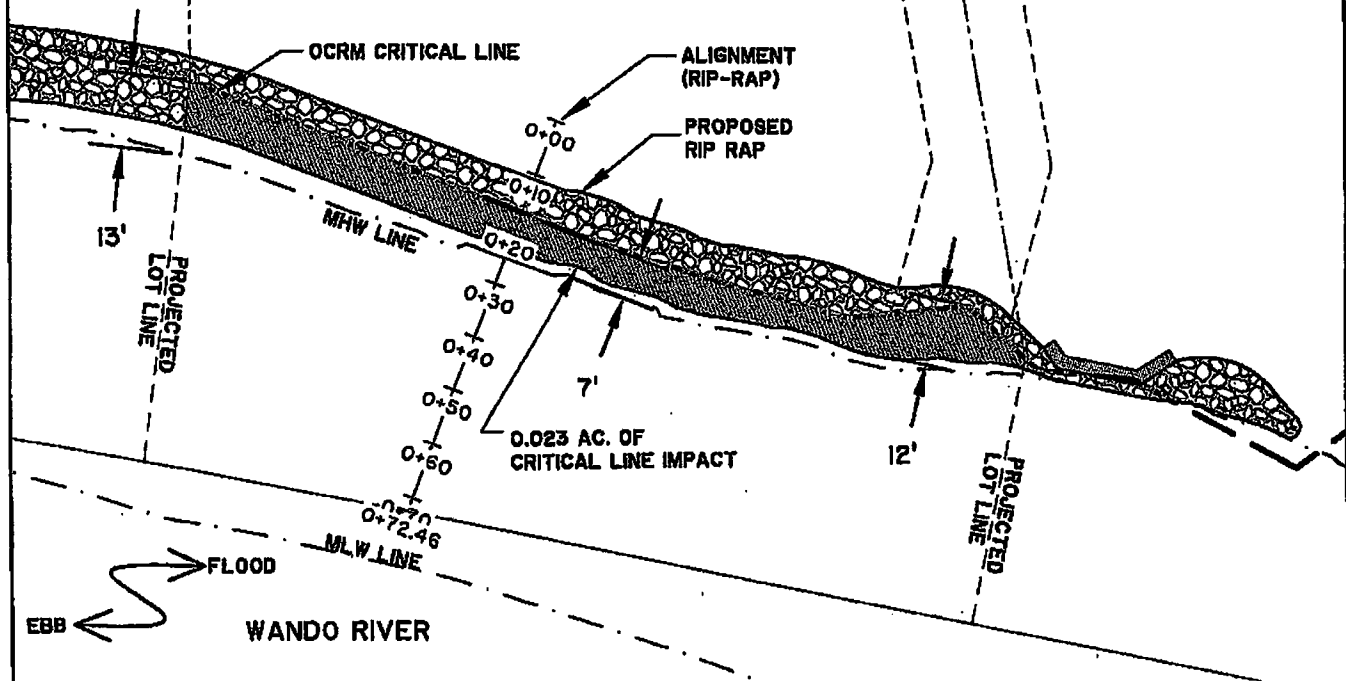 OCRM CRITICAL LINE
ALIGNMENT
(RIP-RAP)
0+00
PROPOSED
RIP RAP
0+10
13'
MHW LINE
0+20
PROJECTED
LOT LINE
0+30
0+40
7'
0+50
0.023 AC. OF
CRITICAL LINE IMPACT
12'
0+60
PROJECTED
LOT LINE
0+70
0+72.46
MLW LINE
FLOOD
EBB
WANDO RIVER